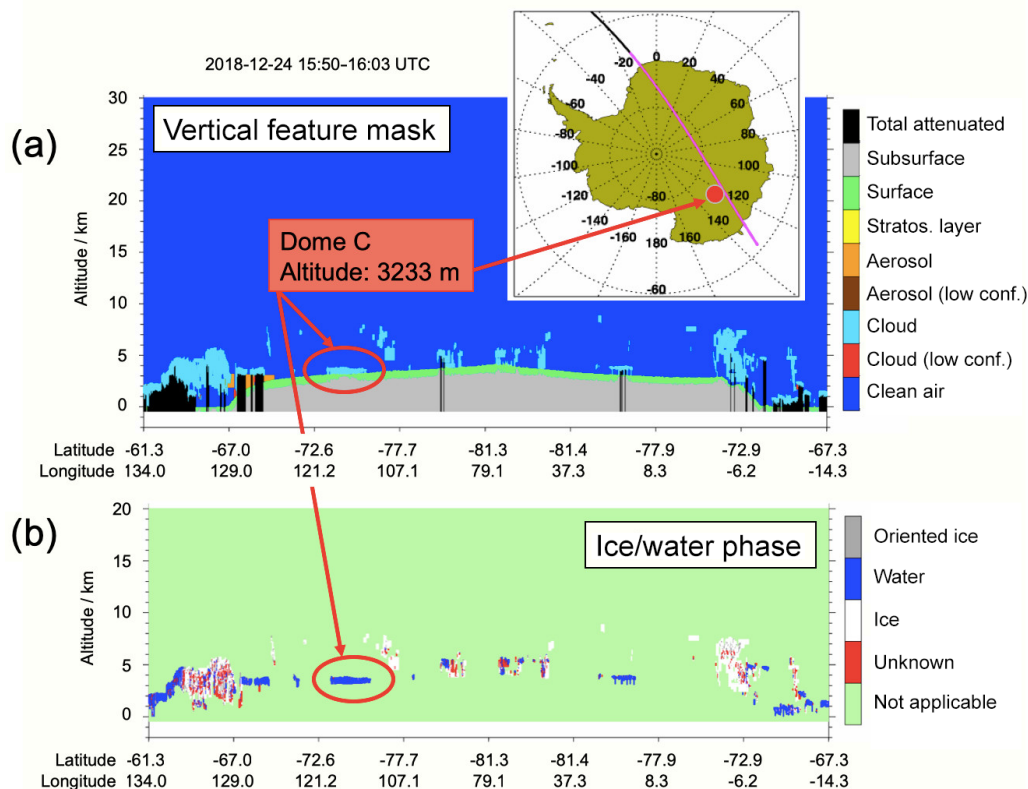 2018-12-24 15:50–16:03 UTC
(a)
Vertical feature mask
Altitude / km
30
25
20
15
10
5
0
Dome C
Altitude: 3233 m
0
-20
20
-40
40
-60
60
-80
80
-100
100
-120
-80
120
-140
140
-160
180
160
-60
Total attenuated
Subsurface
Surface
Stratos. layer
Aerosol
Aerosol (low conf.)
Cloud
Cloud (low conf.)
Clean air
Latitude -61.3 -67.0 -72.6 -77.7 -81.3 -81.4 -77.9 -72.9 -67.3
Longitude 134.0 129.0 121.2 107.1 79.1 37.3 8.3 -6.2 -14.3
(b)
Ice/water phase
Altitude / km
20
15
10
5
0
Oriented ice
Water
Ice
Unknown
Not applicable
Latitude -61.3 -67.0 -72.6 -77.7 -81.3 -81.4 -77.9 -72.9 -67.3
Longitude 134.0 129.0 121.2 107.1 79.1 37.3 8.3 -6.2 -14.3